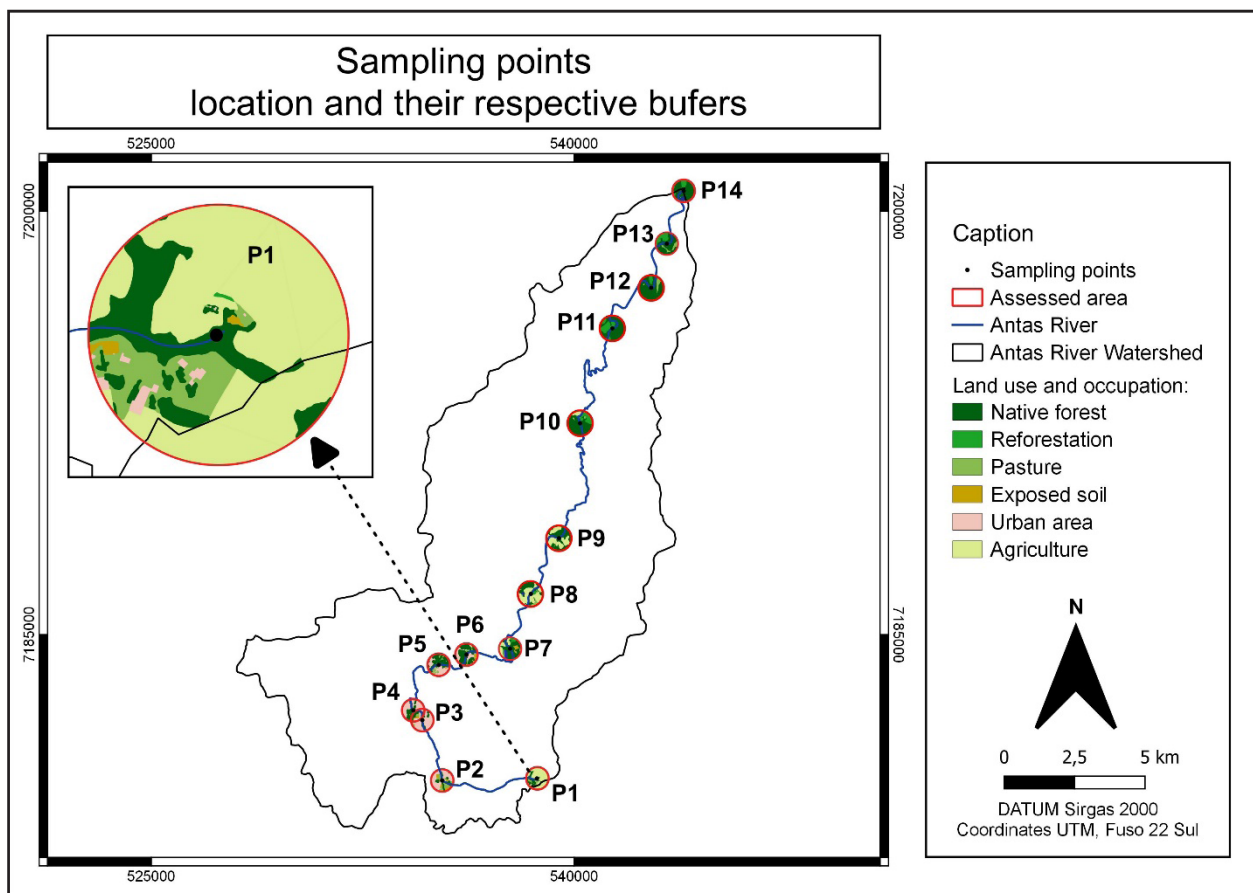 Sampling points
location and their respective bufers
525000
540000
7200000
7200000
P1
P14
P13
P12
P11
P10
P9
P8
P7
P6
P5
P4
P3
P2
P1
7185000
7185000
525000
540000
Caption
Sampling points
Assessed area
Antas River
Antas River Watershed
Land use and occupation:
Native forest
Reforestation
Pasture
Exposed soil
Urban area
Agriculture
N
0 2,5 5 km
DATUM Sirgas 2000
Coordinates UTM, Fuso 22 Sul